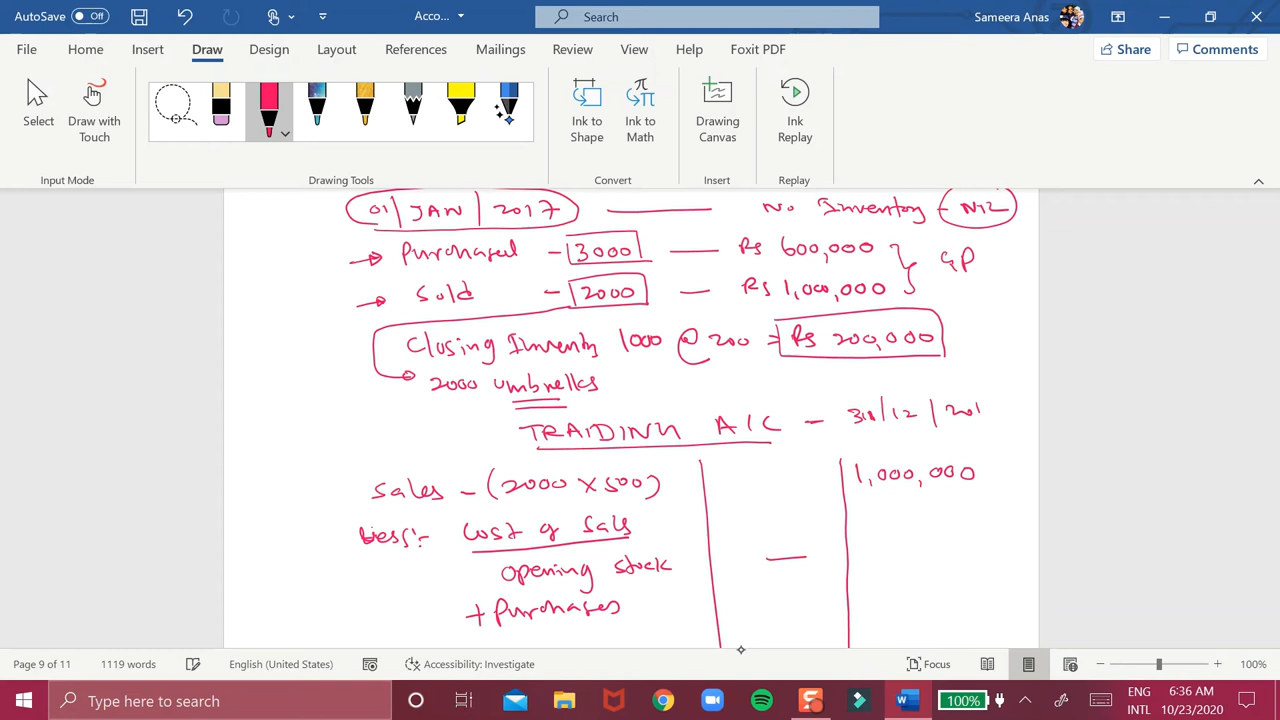 AutoSave Off Acco... Search Sameera Anas
File Home Insert Draw Design Layout References Mailings Review View Help Foxit PDF Share Comments
Select Draw with Touch Ink to Shape Ink to Math Drawing Canvas Ink Replay
Input Mode Drawing Tools Convert Insert Replay
01/JAN/2017 — No Inventory - NIL
→ Purchased - 3000 — Rs 600,000 } GP
→ Sold - 2000 — Rs 1,000,000
Closing Inventy 1000 @ 200 = Rs 200,000
2000 umbrellas
TRAIDING A/C - 31/12/201
Sales - (2000 x 500) 1,000,000
Less:- Cost of Sals
opening stock —
+ Purchases
Page 9 of 11 1119 words English (United States) Accessibility: Investigate Focus 100%
Type here to search 100% ENG INTL 6:36 AM 10/23/2020